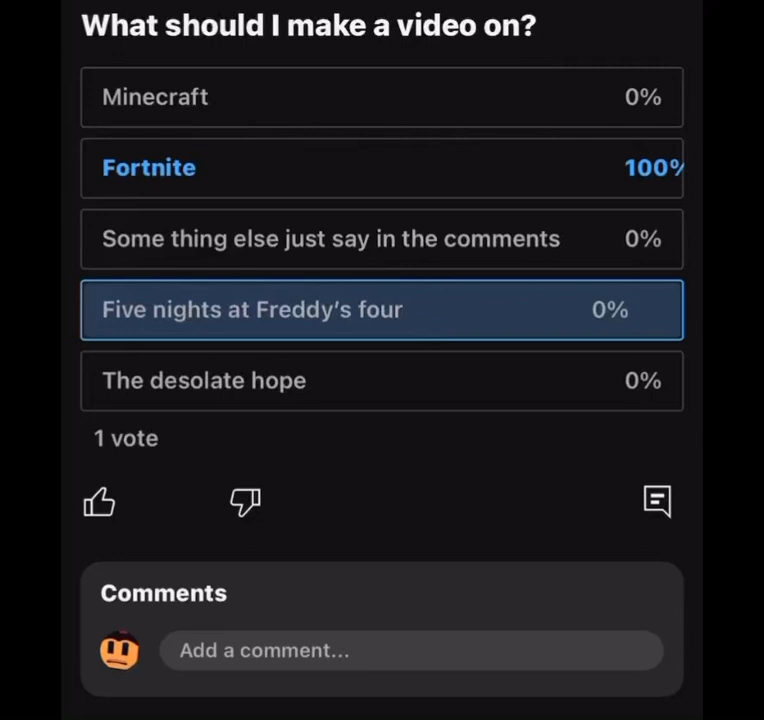 What should I make a video on?
Minecraft 0%
Fortnite 100%
Some thing else just say in the comments 0%
Five nights at Freddy’s four 0%
The desolate hope 0%
1 vote
Comments
Add a comment...